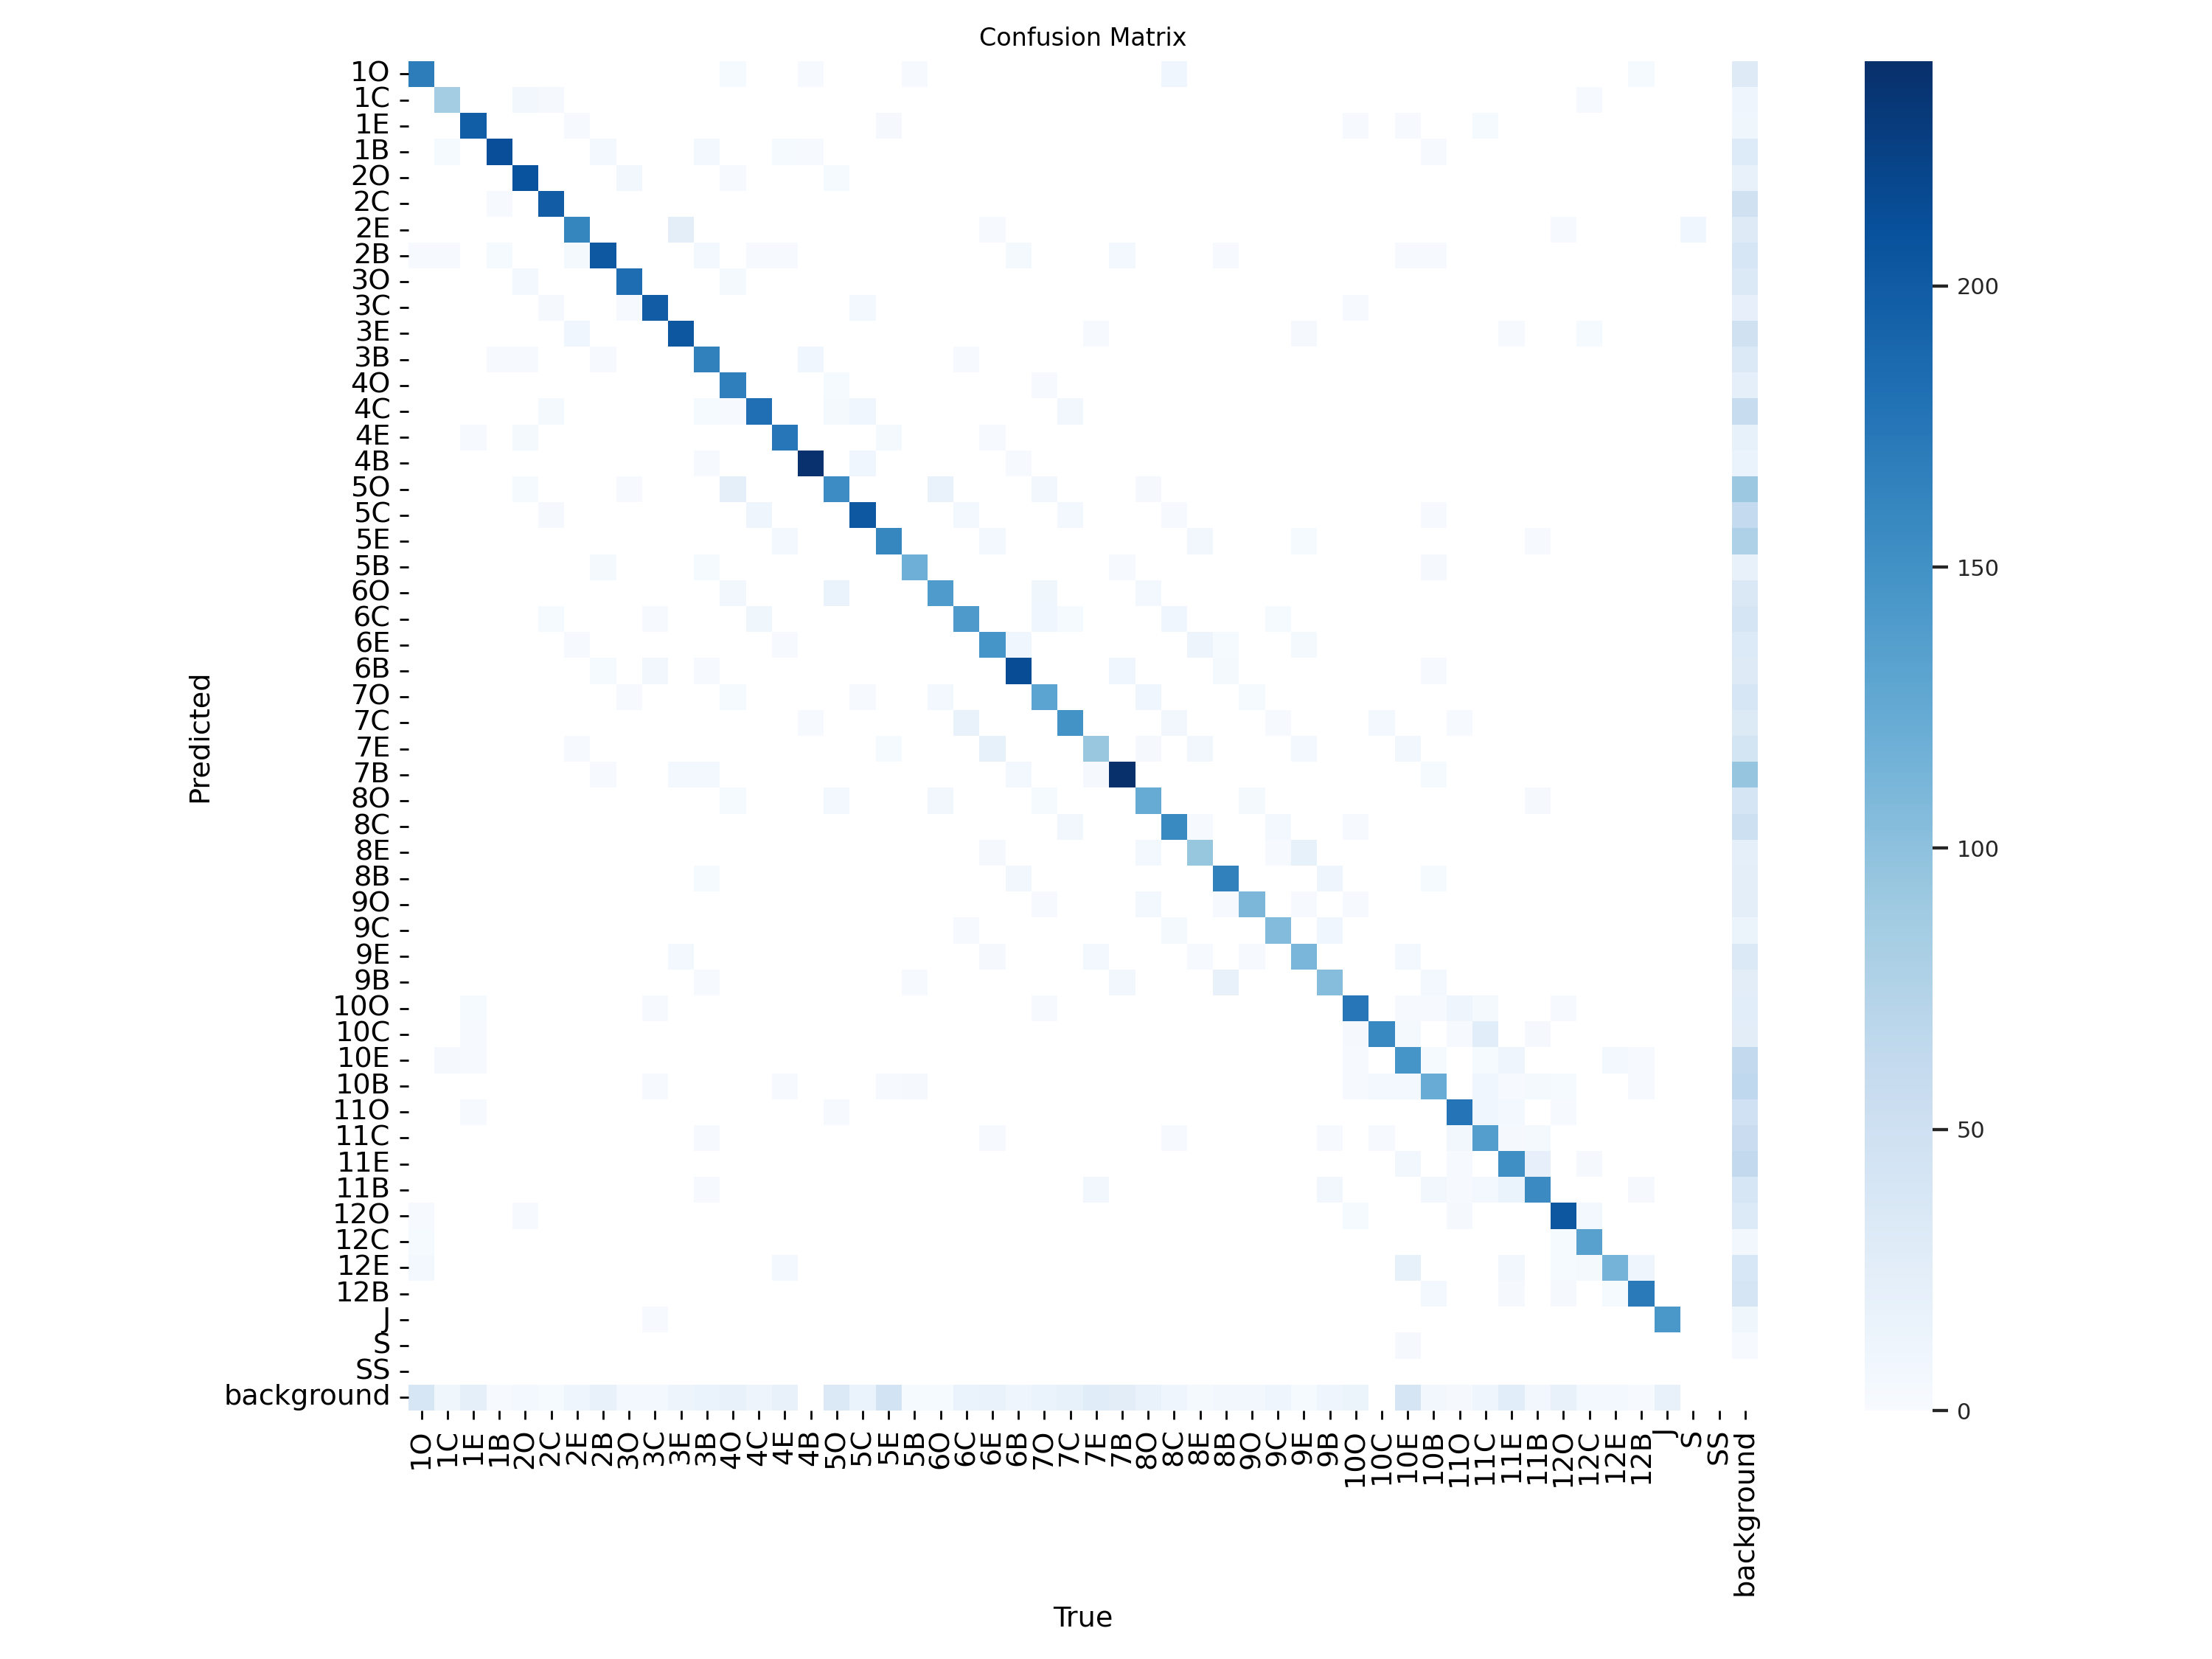 Confusion Matrix
1O
1C
1E
1B
2O
2C
2E
2B
3O
3C
3E
3B
4O
4C
4E
4B
5O
5C
5E
5B
6O
6C
6E
6B
7O
7C
7E
7B
8O
8C
8E
8B
9O
9C
9E
9B
10O
10C
10E
10B
11O
11C
11E
11B
12O
12C
12E
12B
J
S
SS
background
Predicted
1O 1C 1E 1B 2O 2C 2E 2B 3O 3C 3E 3B 4O 4C 4E 4B 5O 5C 5E 5B 6O 6C 6E 6B 7O 7C 7E 7B 8O 8C 8E 8B 9O 9C 9E 9B 10O 10C 10E 10B 11O 11C 11E 11B 12O 12C 12E 12B J S SS background
True
200
150
100
50
0